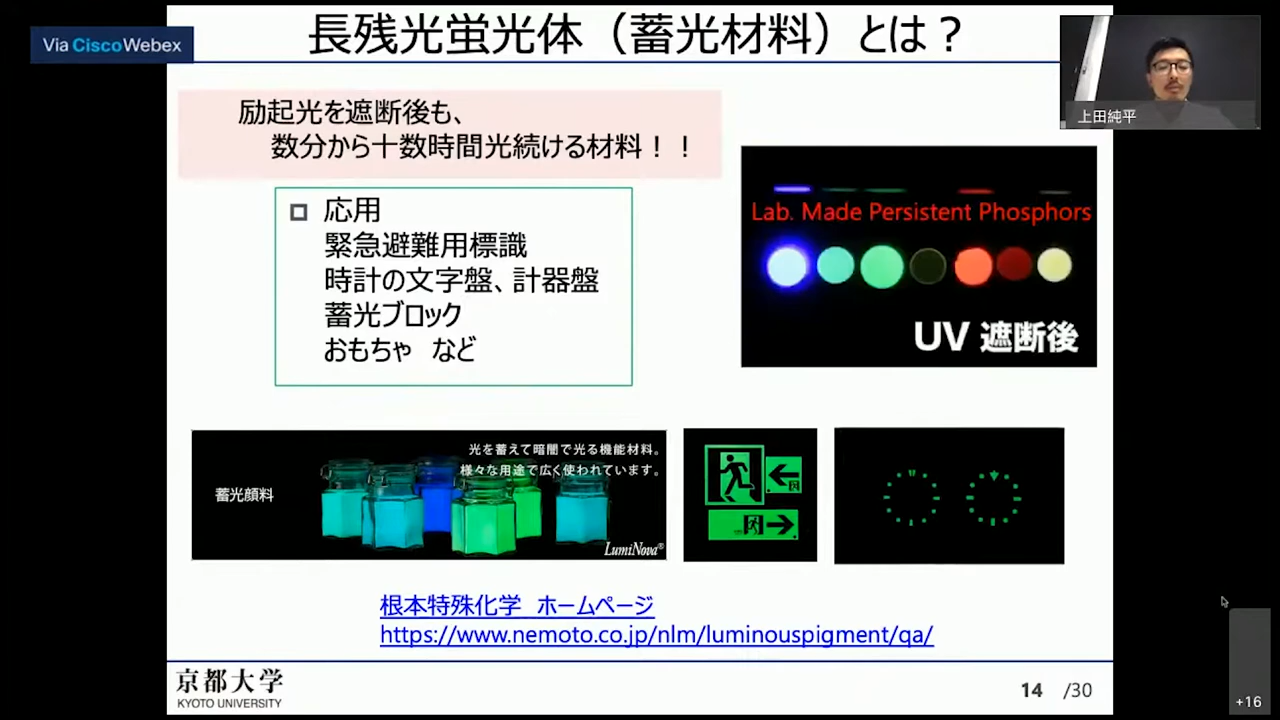 Via Cisco Webex
長残光蛍光体（蓄光材料）とは？
上田純平
励起光を遮断後も、
数分から十数時間光続ける材料！！
応用
緊急避難用標識
時計の文字盤、計器盤
蓄光ブロック
おもちゃ など
Lab. Made Persistent Phosphors
UV 遮断後
光を蓄えて暗闇で光る機能材料。
様々な用途で広く使われています。
蓄光顔料
LumiNova®
根本特殊化学 ホームページ
https://www.nemoto.co.jp/nlm/luminouspigment/qa/
京都大学
KYOTO UNIVERSITY
14 /30
+16